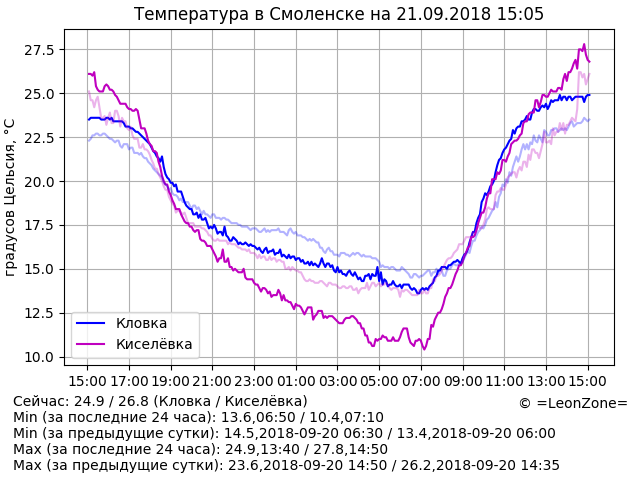 Температура в Смоленске на 21.09.2018 15:05
градусов Цельсия, °C
27.5
25.0
22.5
20.0
17.5
15.0
12.5
10.0
Кловка
Киселёвка
15:00 17:00 19:00 21:00 23:00 01:00 03:00 05:00 07:00 09:00 11:00 13:00 15:00
Сейчас: 24.9 / 26.8 (Кловка / Киселёвка)
© =LeonZone=
Min (за последние 24 часа): 13.6,06:50 / 10.4,07:10
Min (за предыдущие сутки): 14.5,2018-09-20 06:30 / 13.4,2018-09-20 06:00
Max (за последние 24 часа): 24.9,13:40 / 27.8,14:50
Max (за предыдущие сутки): 23.6,2018-09-20 14:50 / 26.2,2018-09-20 14:35